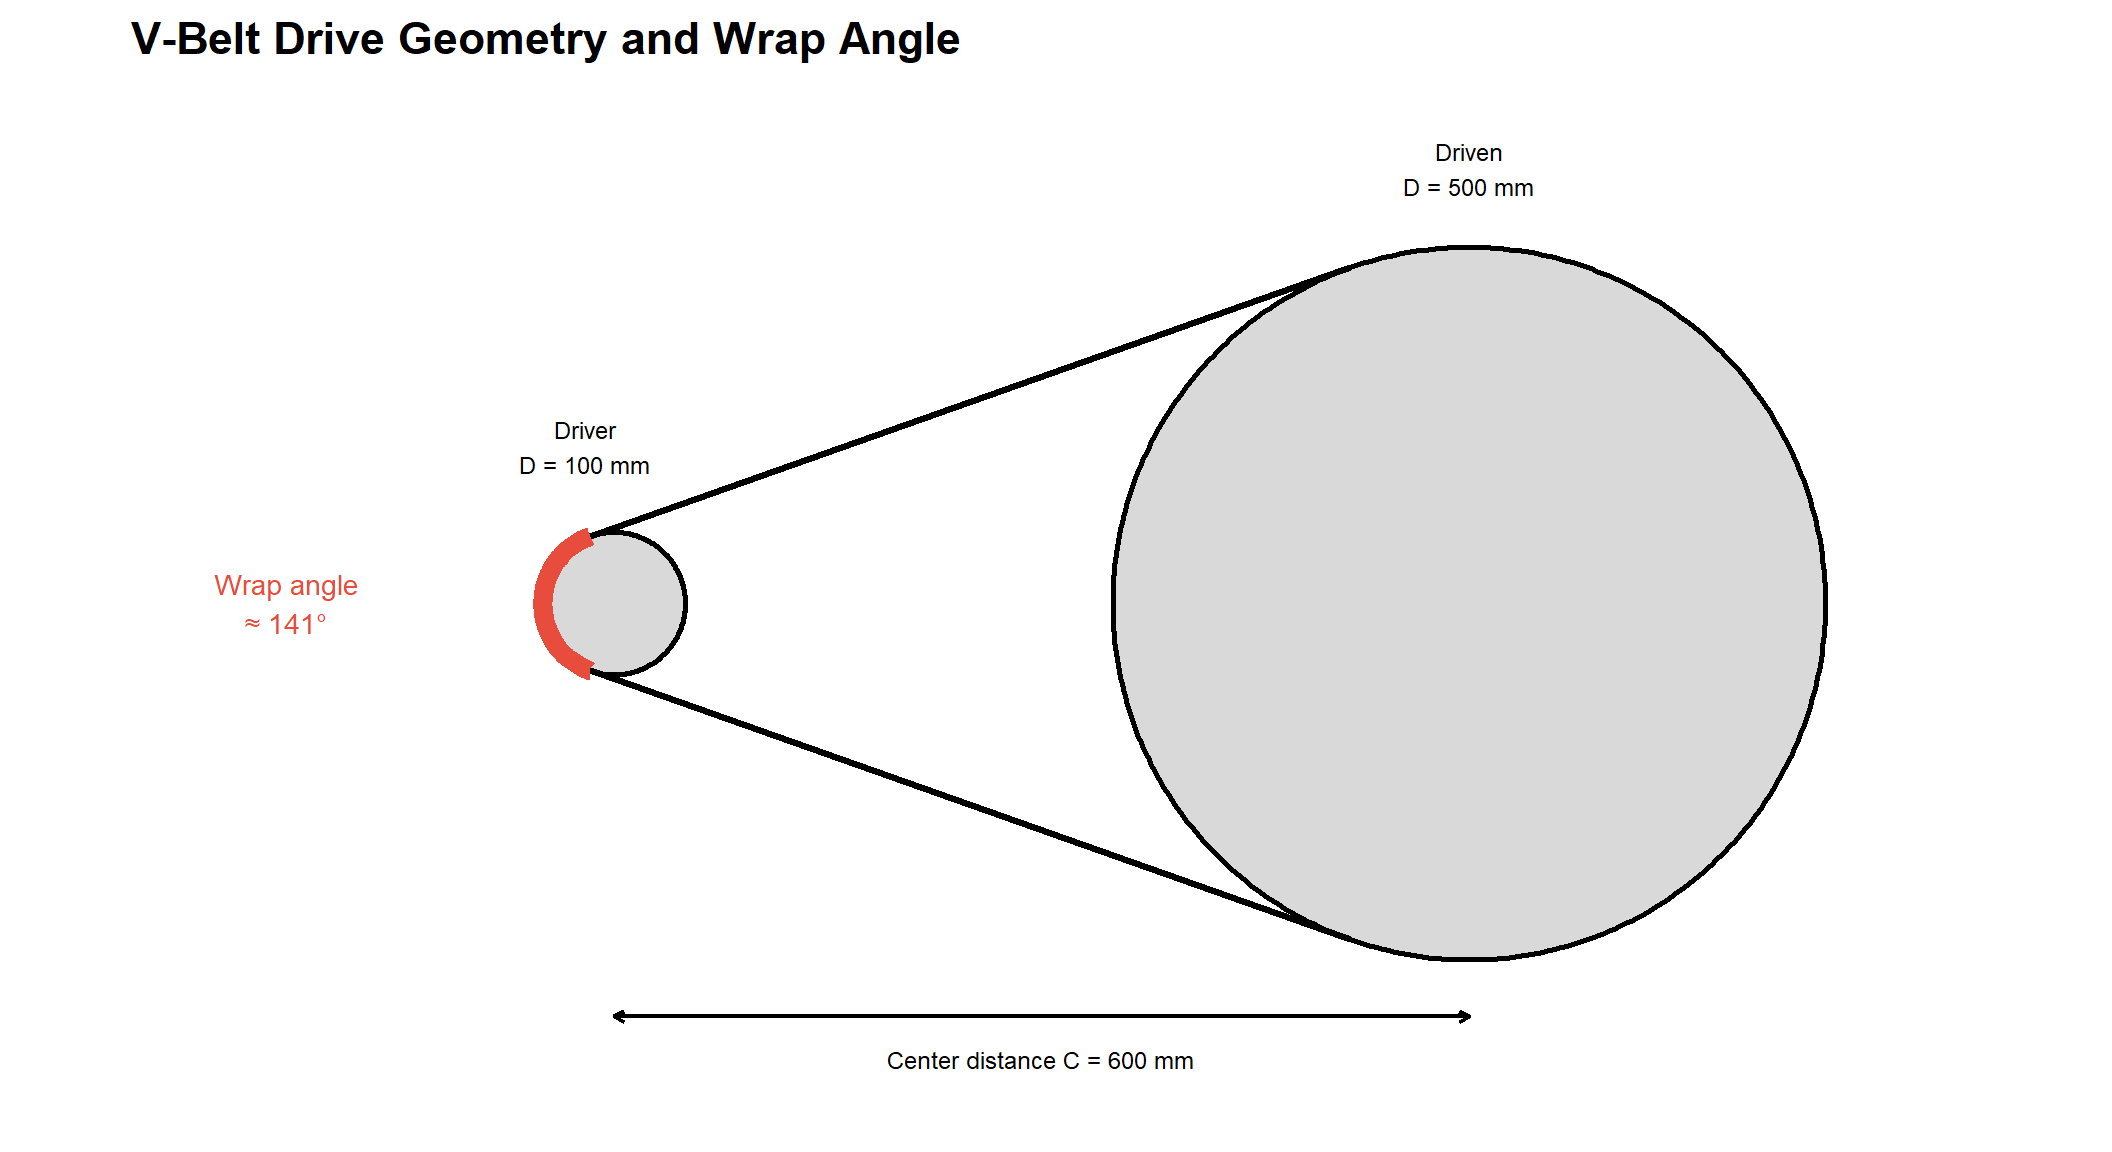 V-Belt Drive Geometry and Wrap Angle
Driven
D = 500 mm
Driver
D = 100 mm
Wrap angle
≈ 141°
Center distance C = 600 mm